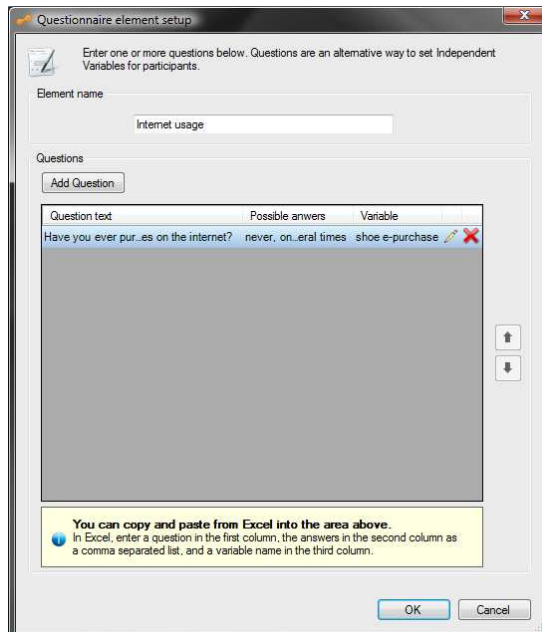 Questionnaire element setup
Enter one or more questions below. Questions are an alternative way to set Independent
Variables for participants.
Element name
Internet usage
Questions
Add Question
Question text Possible anwers Variable
Have you ever pur..es on the internet? never, on..eral times shoe e-purchase
You can copy and paste from Excel into the area above.
In Excel, enter a question in the first column, the answers in the second column as
a comma separated list, and a variable name in the third column.
OK Cancel